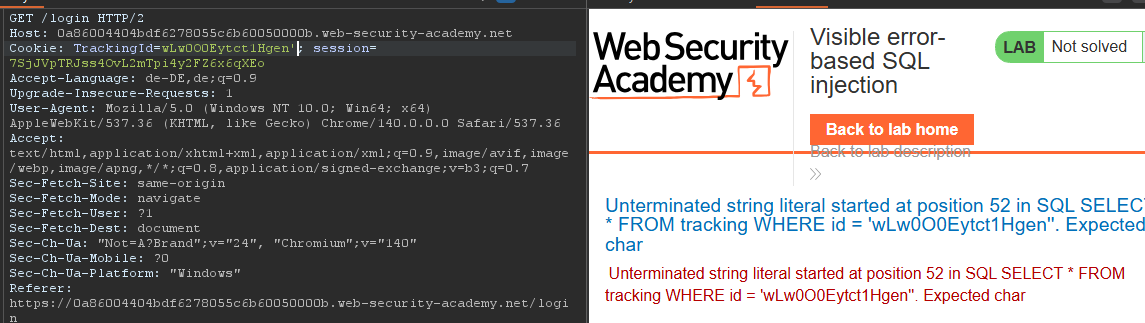 GET /login HTTP/2
Host: 0a86004404bdf6278055c6b60050000b.web-security-academy.net
Cookie: TrackingId=wLw0O0Eytct1Hgen'; session=
7SjJVpTRJss4OvL2mTpi4y2FZ6x6qXEo
Accept-Language: de-DE,de;q=0.9
Upgrade-Insecure-Requests: 1
User-Agent: Mozilla/5.0 (Windows NT 10.0; Win64; x64)
AppleWebKit/537.36 (KHTML, like Gecko) Chrome/140.0.0.0 Safari/537.36
Accept:
text/html,application/xhtml+xml,application/xml;q=0.9,image/avif,image
/webp,image/apng,*/*;q=0.8,application/signed-exchange;v=b3;q=0.7
Sec-Fetch-Site: same-origin
Sec-Fetch-Mode: navigate
Sec-Fetch-User: ?1
Sec-Fetch-Dest: document
Sec-Ch-Ua: "Not=A?Brand";v="24", "Chromium";v="140"
Sec-Ch-Ua-Mobile: ?0
Sec-Ch-Ua-Platform: "Windows"
Referer:
https://0a86004404bdf6278055c6b60050000b.web-security-academy.net/logi
n
Web Security
Academy
Visible error-
based SQL
injection
LAB Not solved
Back to lab home
Back to lab description
Unterminated string literal started at position 52 in SQL SELECT
* FROM tracking WHERE id = 'wLw0O0Eytct1Hgen''. Expected
char
Unterminated string literal started at position 52 in SQL SELECT * FROM
tracking WHERE id = 'wLw0O0Eytct1Hgen''. Expected char